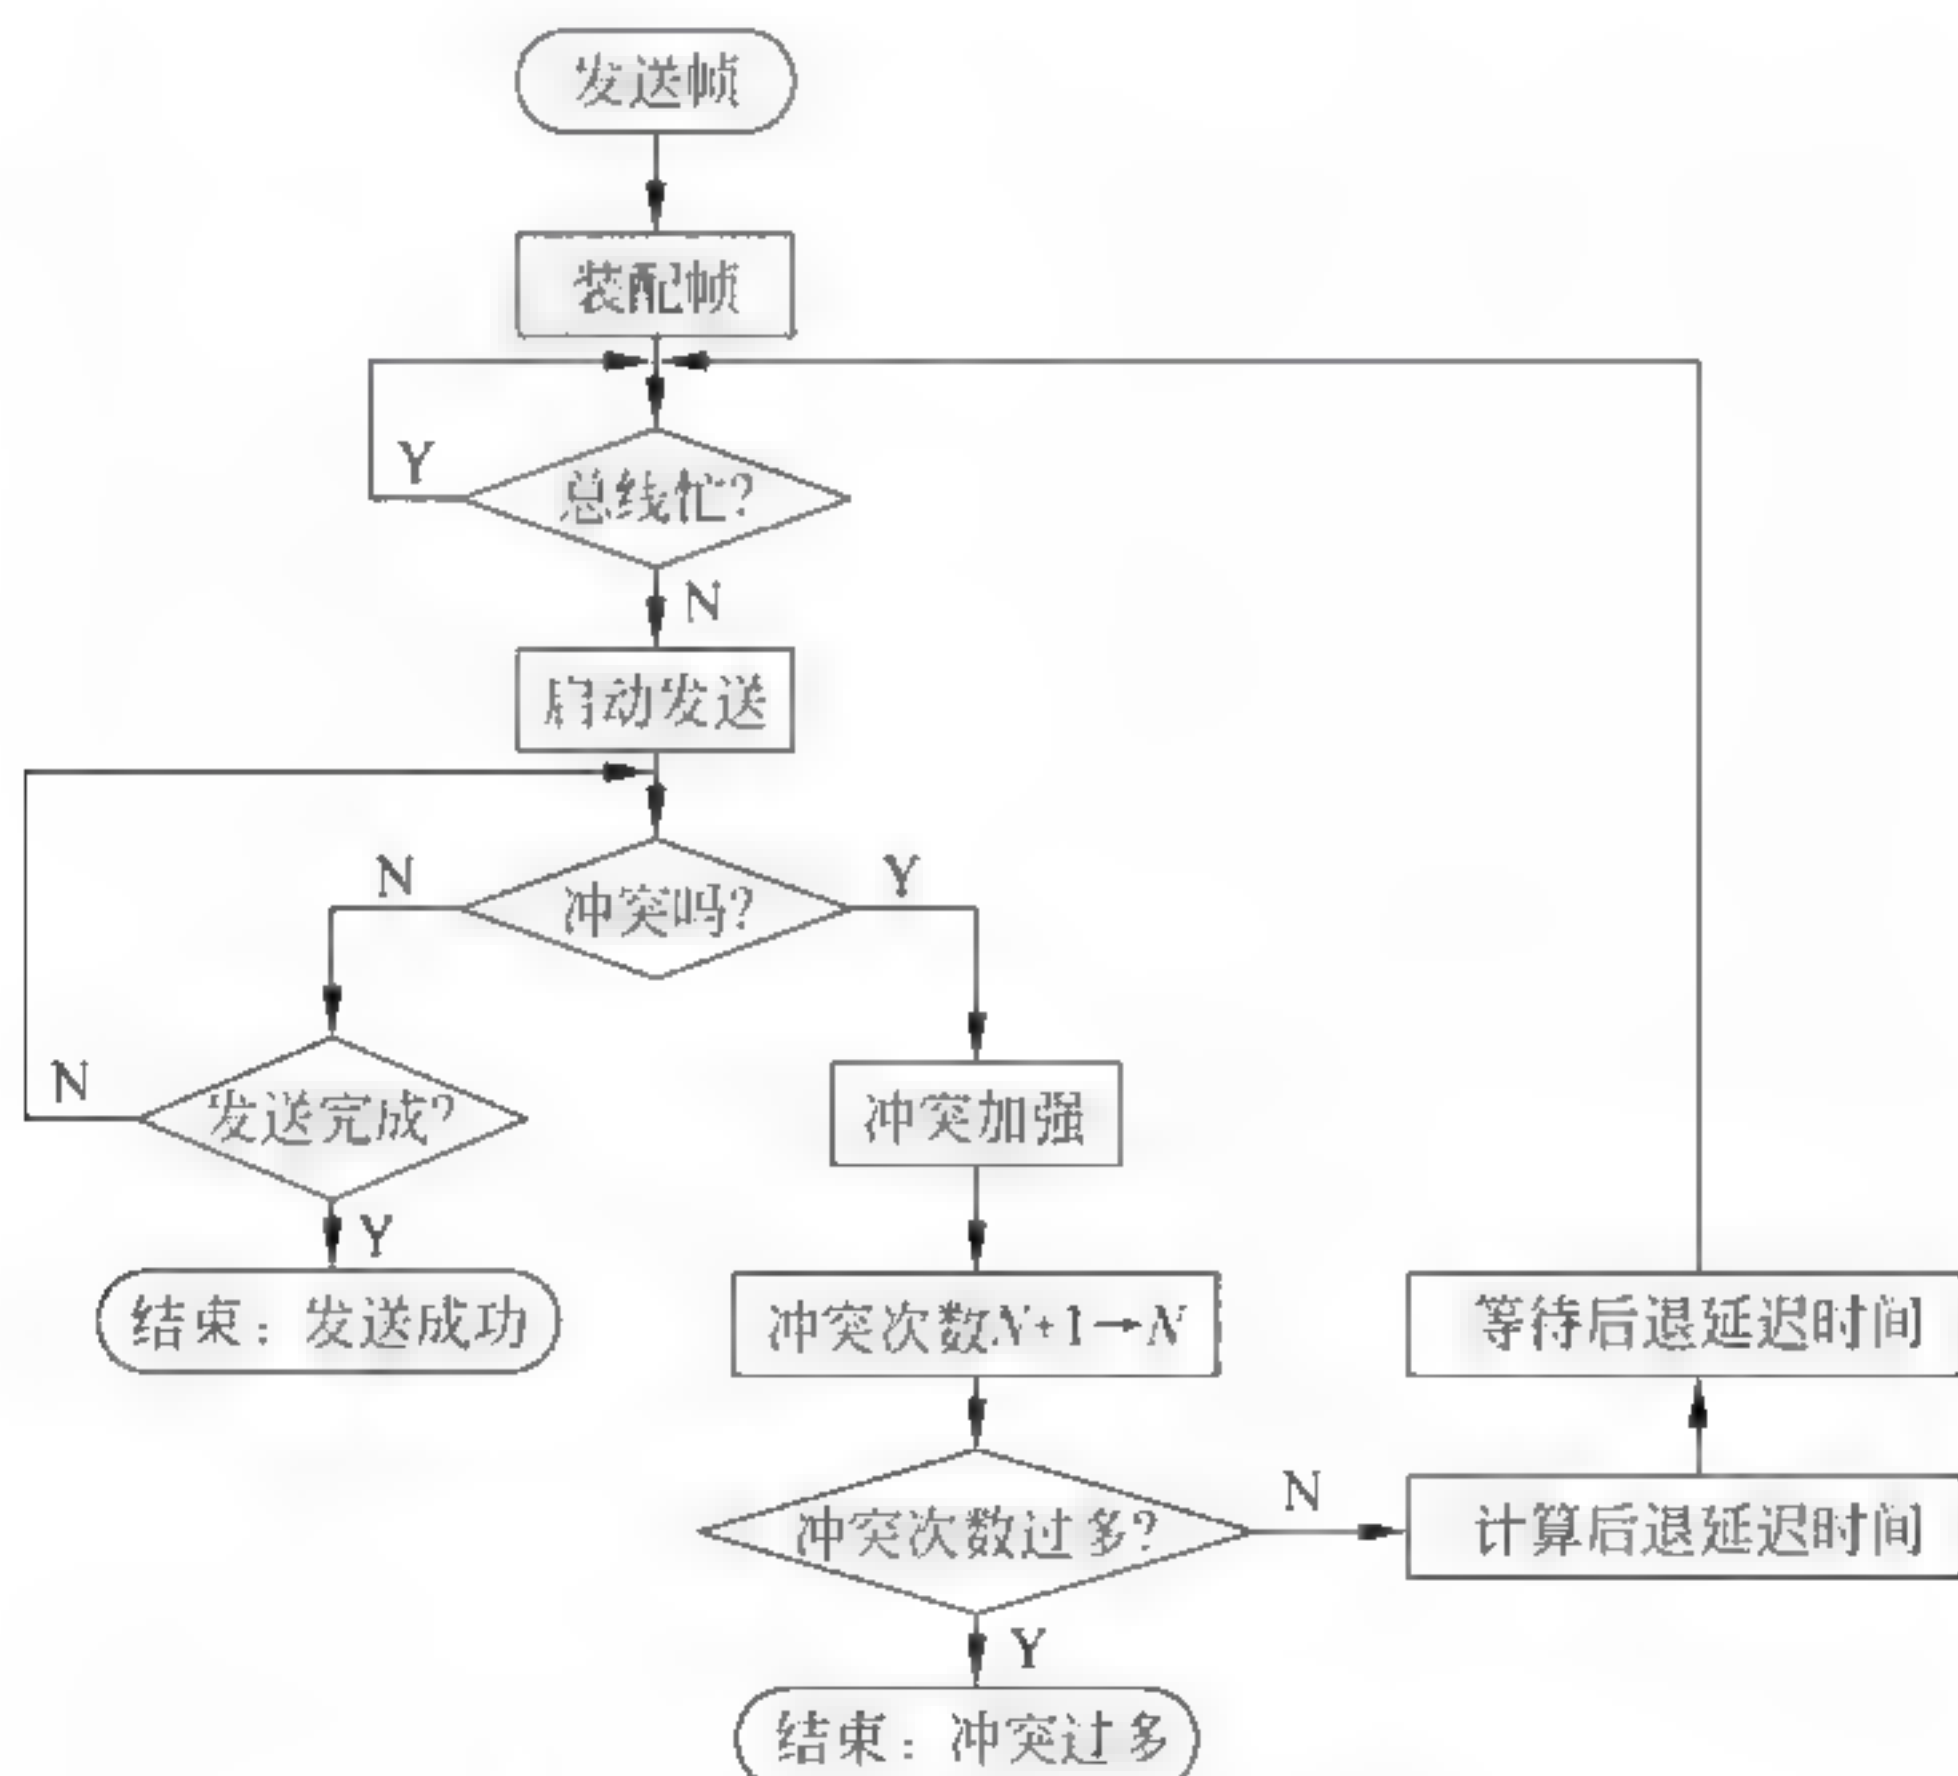 发送帧
装配帧
Y
总线忙?
N
启动发送
N
冲突吗?
Y
N
发送完成?
冲突加强
Y
结束：发送成功
冲突次数N+1→N
等待后退延迟时间
冲突次数过多?
N
计算后退延迟时间
Y
结束：冲突过多